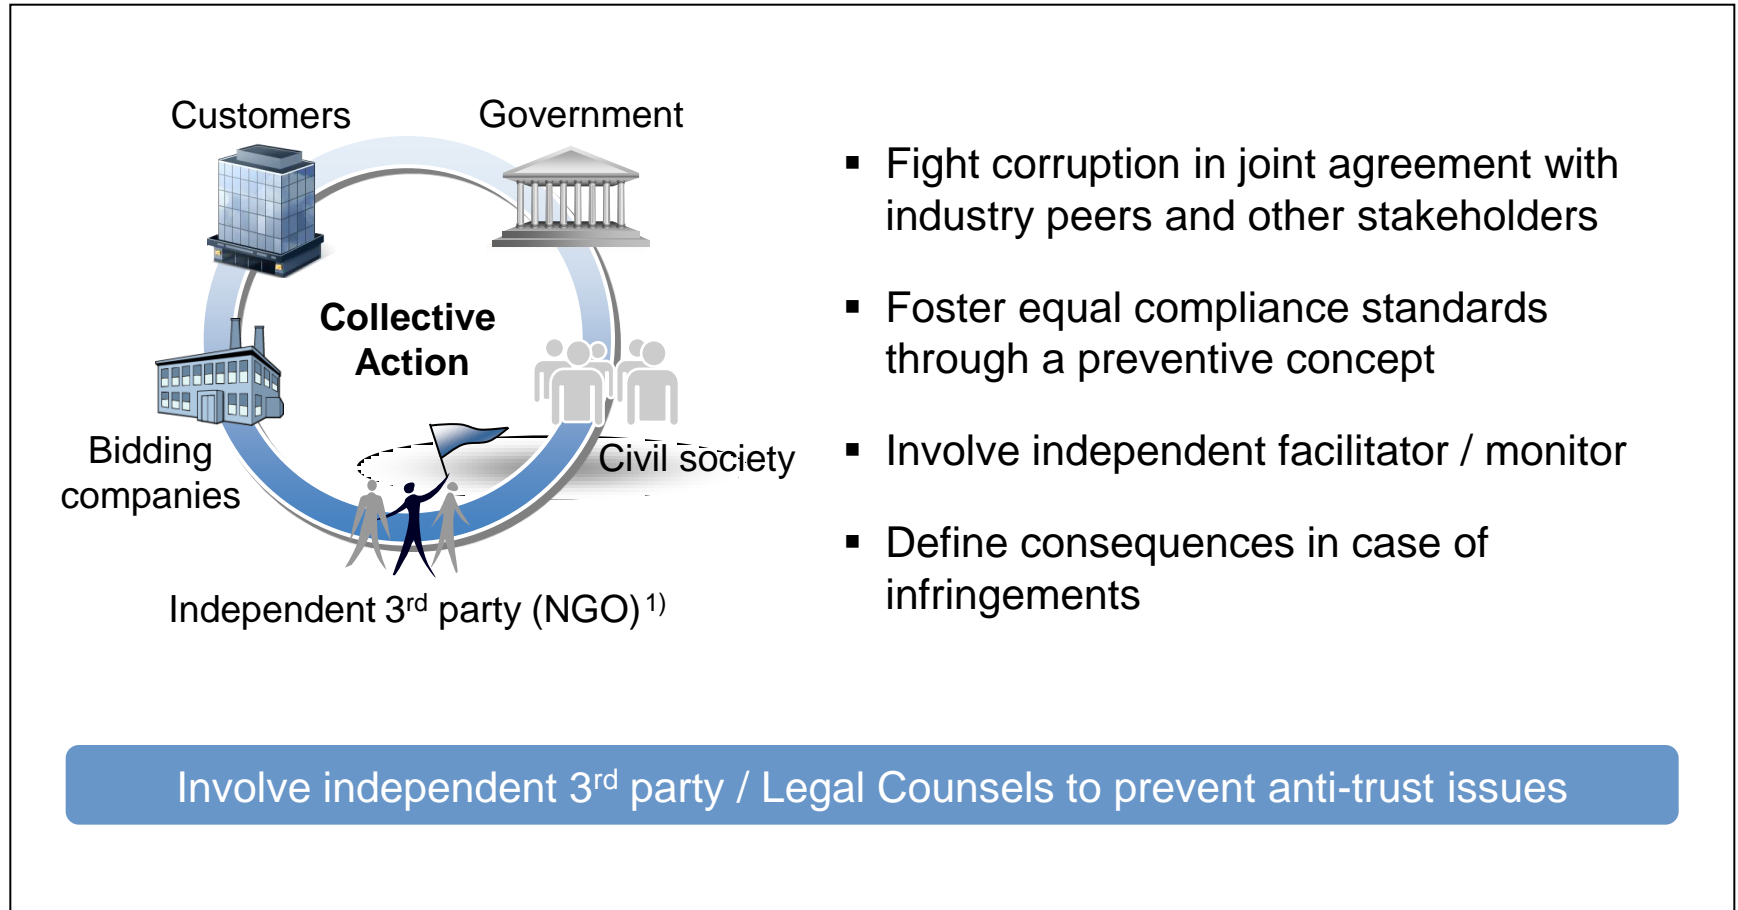 Customers
Government
Collective
Action
Bidding
companies
Civil society
Independent 3rd party (NGO) 1)
▪ Fight corruption in joint agreement with
industry peers and other stakeholders
▪ Foster equal compliance standards
through a preventive concept
▪ Involve independent facilitator / monitor
▪ Define consequences in case of
infringements
Involve independent 3rd party / Legal Counsels to prevent anti-trust issues